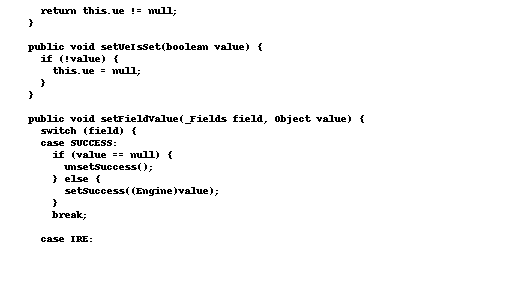 return this.ue != null;
}
public void setUeIsSet(boolean value) {
if (!value) {
this.ue = null;
}
}
public void setFieldValue(_Fields field, Object value) {
switch (field) {
case SUCCESS:
if (value == null) {
unsetSuccess();
} else {
setSuccess((Engine)value);
}
break;
case IRE: